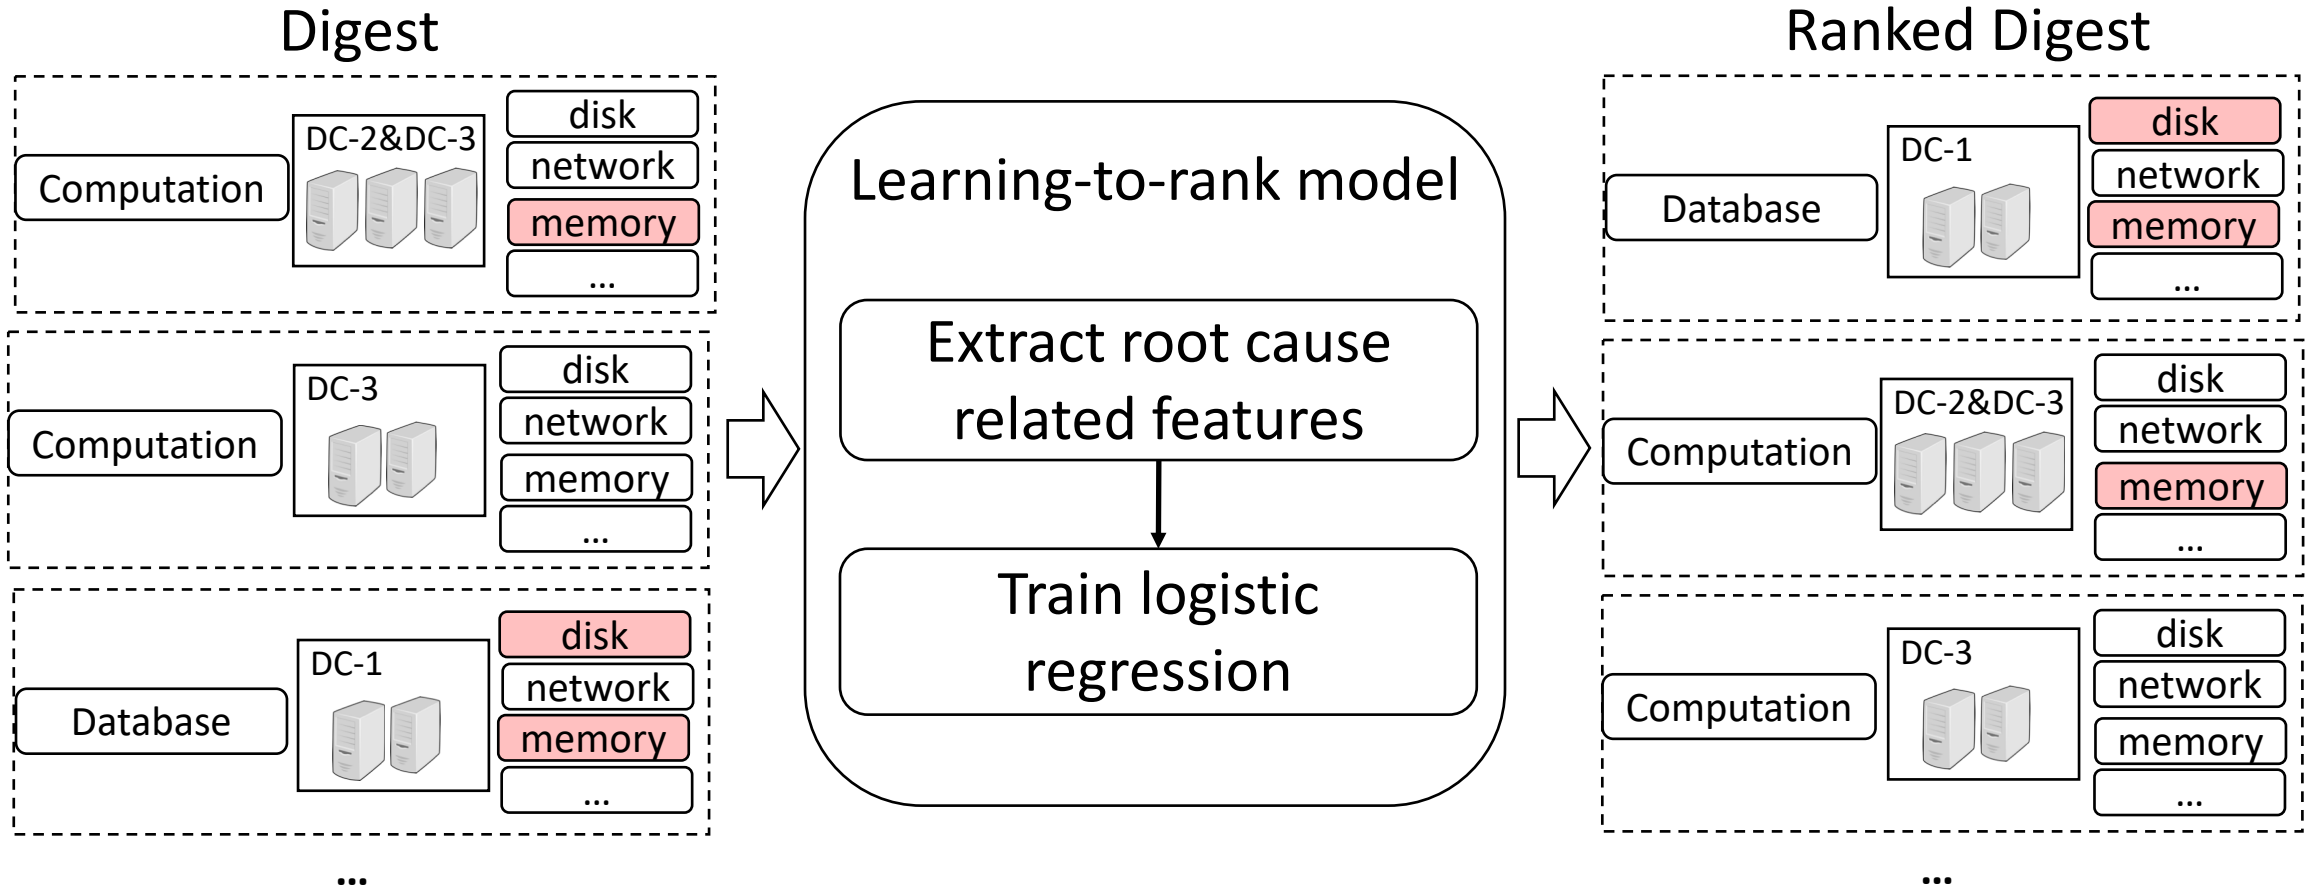 Digest
Computation
DC-2&DC-3
disk
network
memory
...
Computation
DC-3
disk
network
memory
...
Database
DC-1
disk
network
memory
...
...
Learning-to-rank model
Extract root cause
related features
Train logistic
regression
Ranked Digest
Database
DC-1
disk
network
memory
...
Computation
DC-2&DC-3
disk
network
memory
...
Computation
DC-3
disk
network
memory
...
...